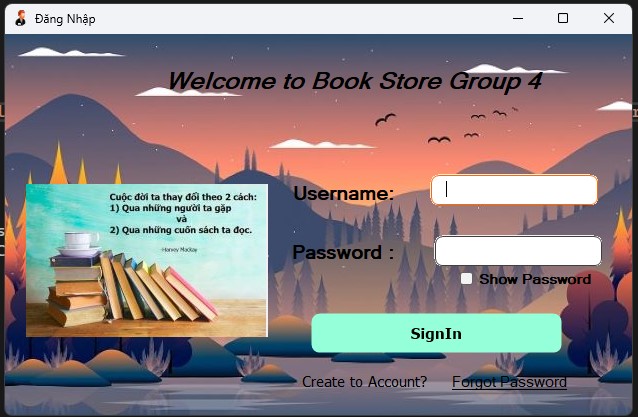 Đăng Nhập
Welcome to Book Store Group 4
Cuộc đời ta thay đổi theo 2 cách:
1) Qua những người ta gặp
và
2) Qua những cuốn sách ta đọc.
-Harvey Mackay
Username:
Password :
Show Password
SignIn
Create to Account? Forgot Password